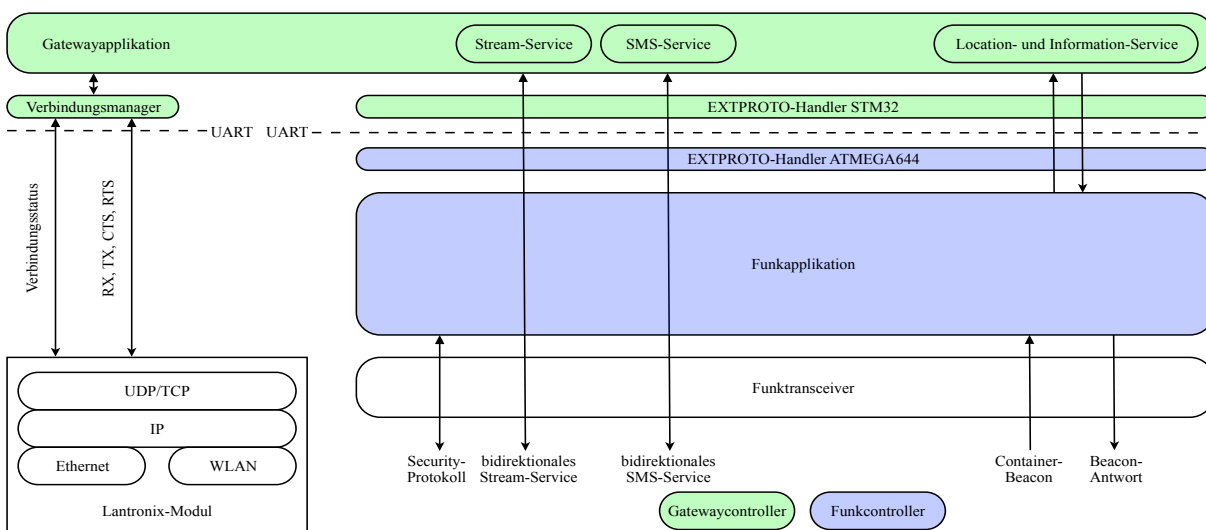 Gatewayapplikation
Stream-Service
SMS-Service
Location- und Information-Service
Verbindungsmanager
EXTPROTO-Handler STM32
UART UART
EXTPROTO-Handler ATMEGA644
Verbindungsstatus
RX, TX, CTS, RTS
Funkapplikation
UDP/TCP
Funktransceiver
IP
Ethernet
WLAN
Lantronix-Modul
Security-
Protokoll
bidirektionales
Stream-Service
bidirektionales
SMS-Service
Container-
Beacon
Beacon-
Antwort
Gatewaycontroller
Funkcontroller